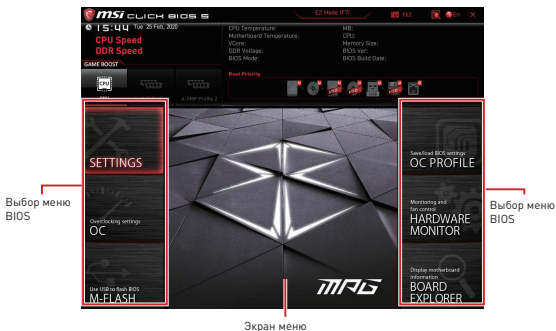 msi CLICK BIOS 5
EZ Mode (F7)
F12
En
X
15:44 Tue 25 Feb, 2020
CPU Speed
DDR Speed
GAME BOOST
CPU
A-XMP Profile 2
CPU Temperature:
Motherboard Temperature:
VCore:
DDR Voltage:
BIOS Mode:
MB:
CPU:
Memory Size:
BIOS Ver:
BIOS Build Date:
Boot Priority
USB
USB
USB
SETTINGS
Overclocking settings
OC
Use USB to flash BIOS
M-FLASH
Save/load BIOS settings
OC PROFILE
Monitoring and
fan control
HARDWARE
MONITOR
Display motherboard
information
BOARD
EXPLORER
MPG
Выбор меню
BIOS
Выбор меню
BIOS
Экран меню